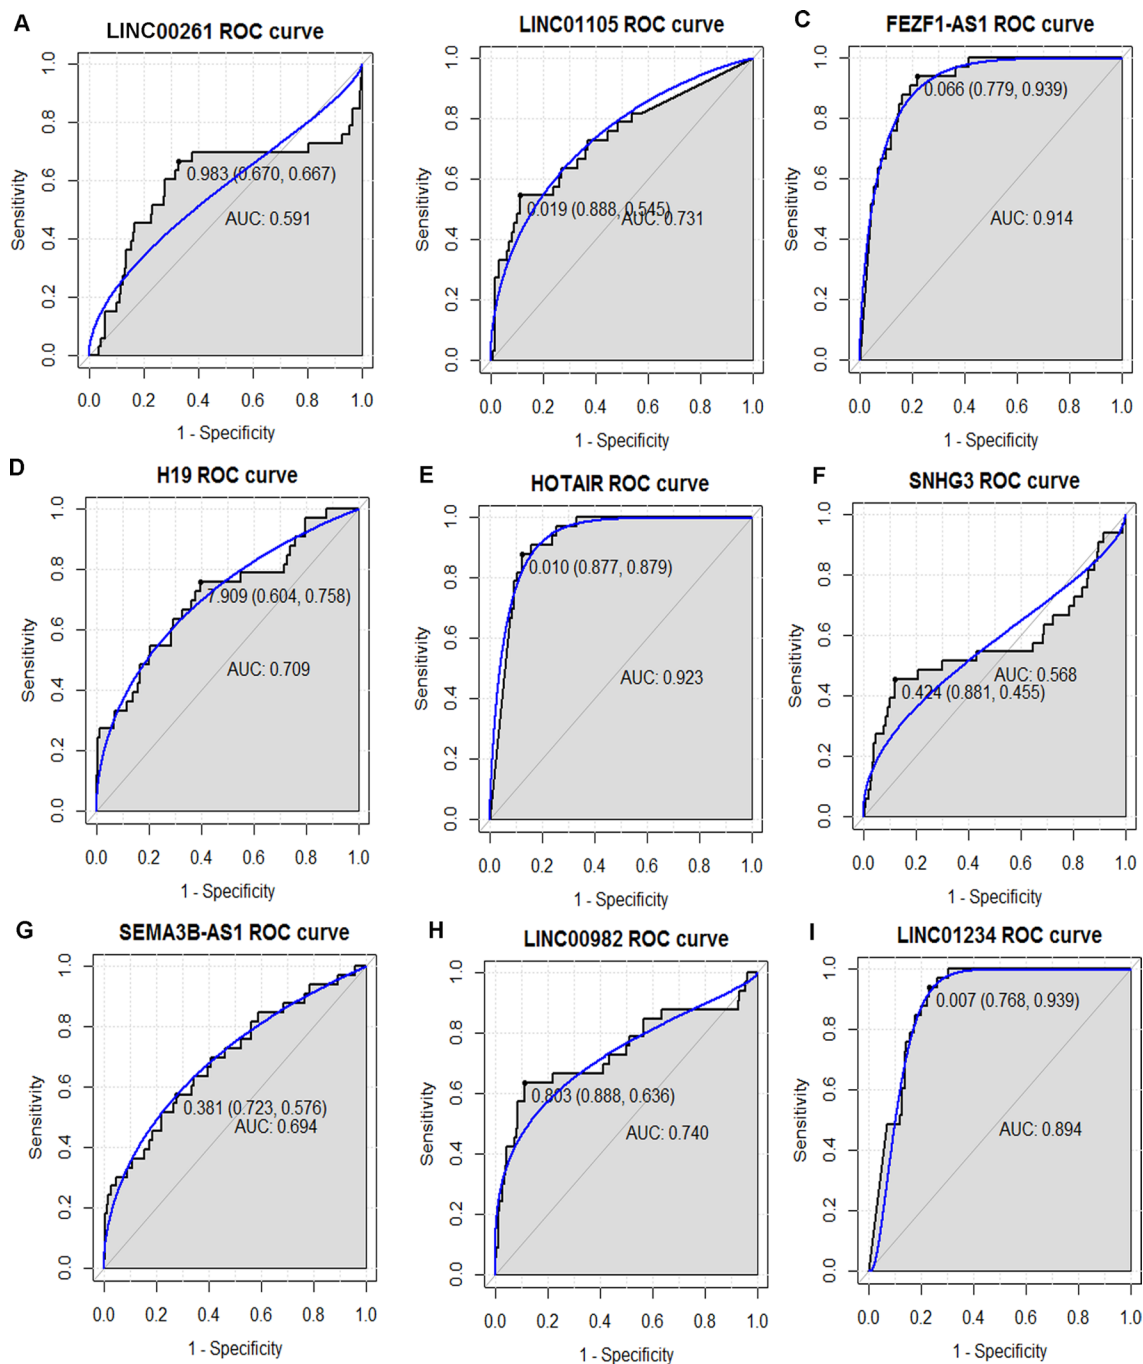 A
LINC00261 ROC curve
1.0
0.8
0.6
0.4
0.2
0.0
Sensitivity
0.983 (0.670, 0.667)
AUC: 0.591
0.0 0.2 0.4 0.6 0.8 1.0
1 - Specificity
LINC01105 ROC curve
1.0
0.8
0.6
0.4
0.2
0.0
Sensitivity
0.019 (0.888, 0.545)
AUC: 0.731
0.0 0.2 0.4 0.6 0.8 1.0
1 - Specificity
C
FEZF1-AS1 ROC curve
1.0
0.8
0.6
0.4
0.2
0.0
Sensitivity
0.066 (0.779, 0.939)
AUC: 0.914
0.0 0.2 0.4 0.6 0.8 1.0
1 - Specificity
D
H19 ROC curve
1.0
0.8
0.6
0.4
0.2
0.0
Sensitivity
7.909 (0.604, 0.758)
AUC: 0.709
0.0 0.2 0.4 0.6 0.8 1.0
1 - Specificity
E
HOTAIR ROC curve
1.0
0.8
0.6
0.4
0.2
0.0
Sensitivity
0.010 (0.877, 0.879)
AUC: 0.923
0.0 0.2 0.4 0.6 0.8 1.0
1 - Specificity
F
SNHG3 ROC curve
1.0
0.8
0.6
0.4
0.2
0.0
Sensitivity
AUC: 0.568
0.424 (0.881, 0.455)
0.0 0.2 0.4 0.6 0.8 1.0
1 - Specificity
G
SEMA3B-AS1 ROC curve
1.0
0.8
0.6
0.4
0.2
0.0
Sensitivity
0.381 (0.723, 0.576)
AUC: 0.694
0.0 0.2 0.4 0.6 0.8 1.0
1 - Specificity
H
LINC00982 ROC curve
1.0
0.8
0.6
0.4
0.2
0.0
Sensitivity
0.803 (0.888, 0.636)
AUC: 0.740
0.0 0.2 0.4 0.6 0.8 1.0
1 - Specificity
I
LINC01234 ROC curve
1.0
0.8
0.6
0.4
0.2
0.0
Sensitivity
0.007 (0.768, 0.939)
AUC: 0.894
0.0 0.2 0.4 0.6 0.8 1.0
1 - Specificity